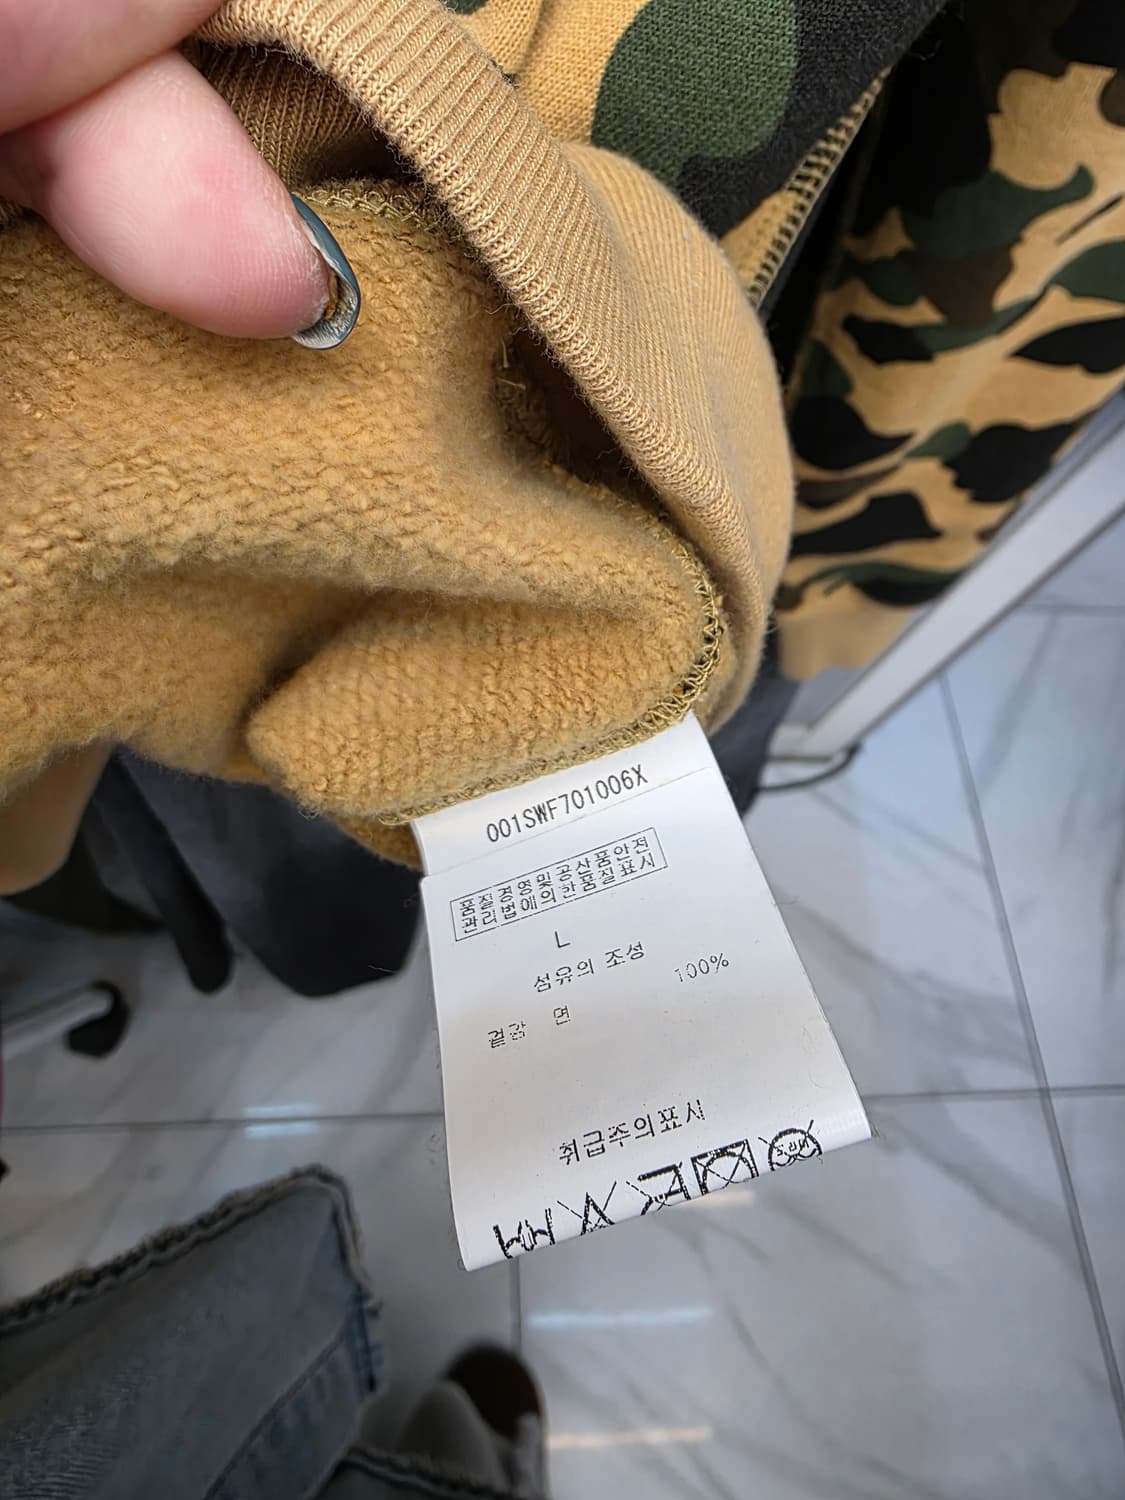 001SWF701006X
품질경영및공산품안전
관리법에의한품질표시
L
섬유의 조성
겉감 면 100%
취급주의표시